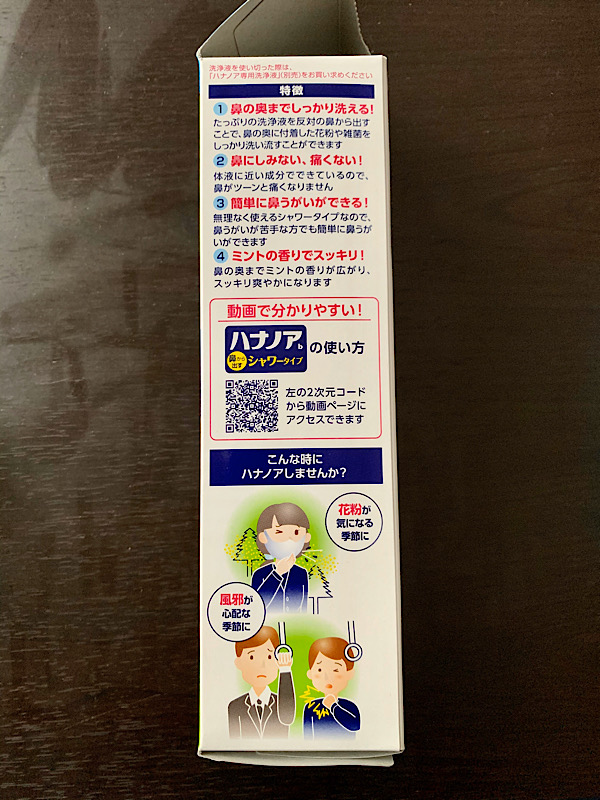 洗浄液を使い切った際は、
「ハナノア専用洗浄液」(別売)をお買い求めください
特徴
1 鼻の奥までしっかり洗える!
たっぷりの洗浄液を反対の鼻から出す
ことで、鼻の奥に付着した花粉や雑菌を
しっかり洗い流すことができます
2 鼻にしみない、痛くない!
体液に近い成分でできているので、
鼻がツーンと痛くなりません
3 簡単に鼻うがいができる!
無理なく使えるシャワータイプなので、
鼻うがいが苦手な方でも簡単に鼻うが
いができます
4 ミントの香りでスッキリ!
鼻の奥までミントの香りが広がり、
スッキリ爽やかになります
動画で分かりやすい!
ハナノアb
鼻から出す シャワータイプ
の使い方
左の2次元コード
から動画ページに
アクセスできます
こんな時に
ハナノアしませんか?
花粉が
気になる
季節に
風邪が
心配な
季節に